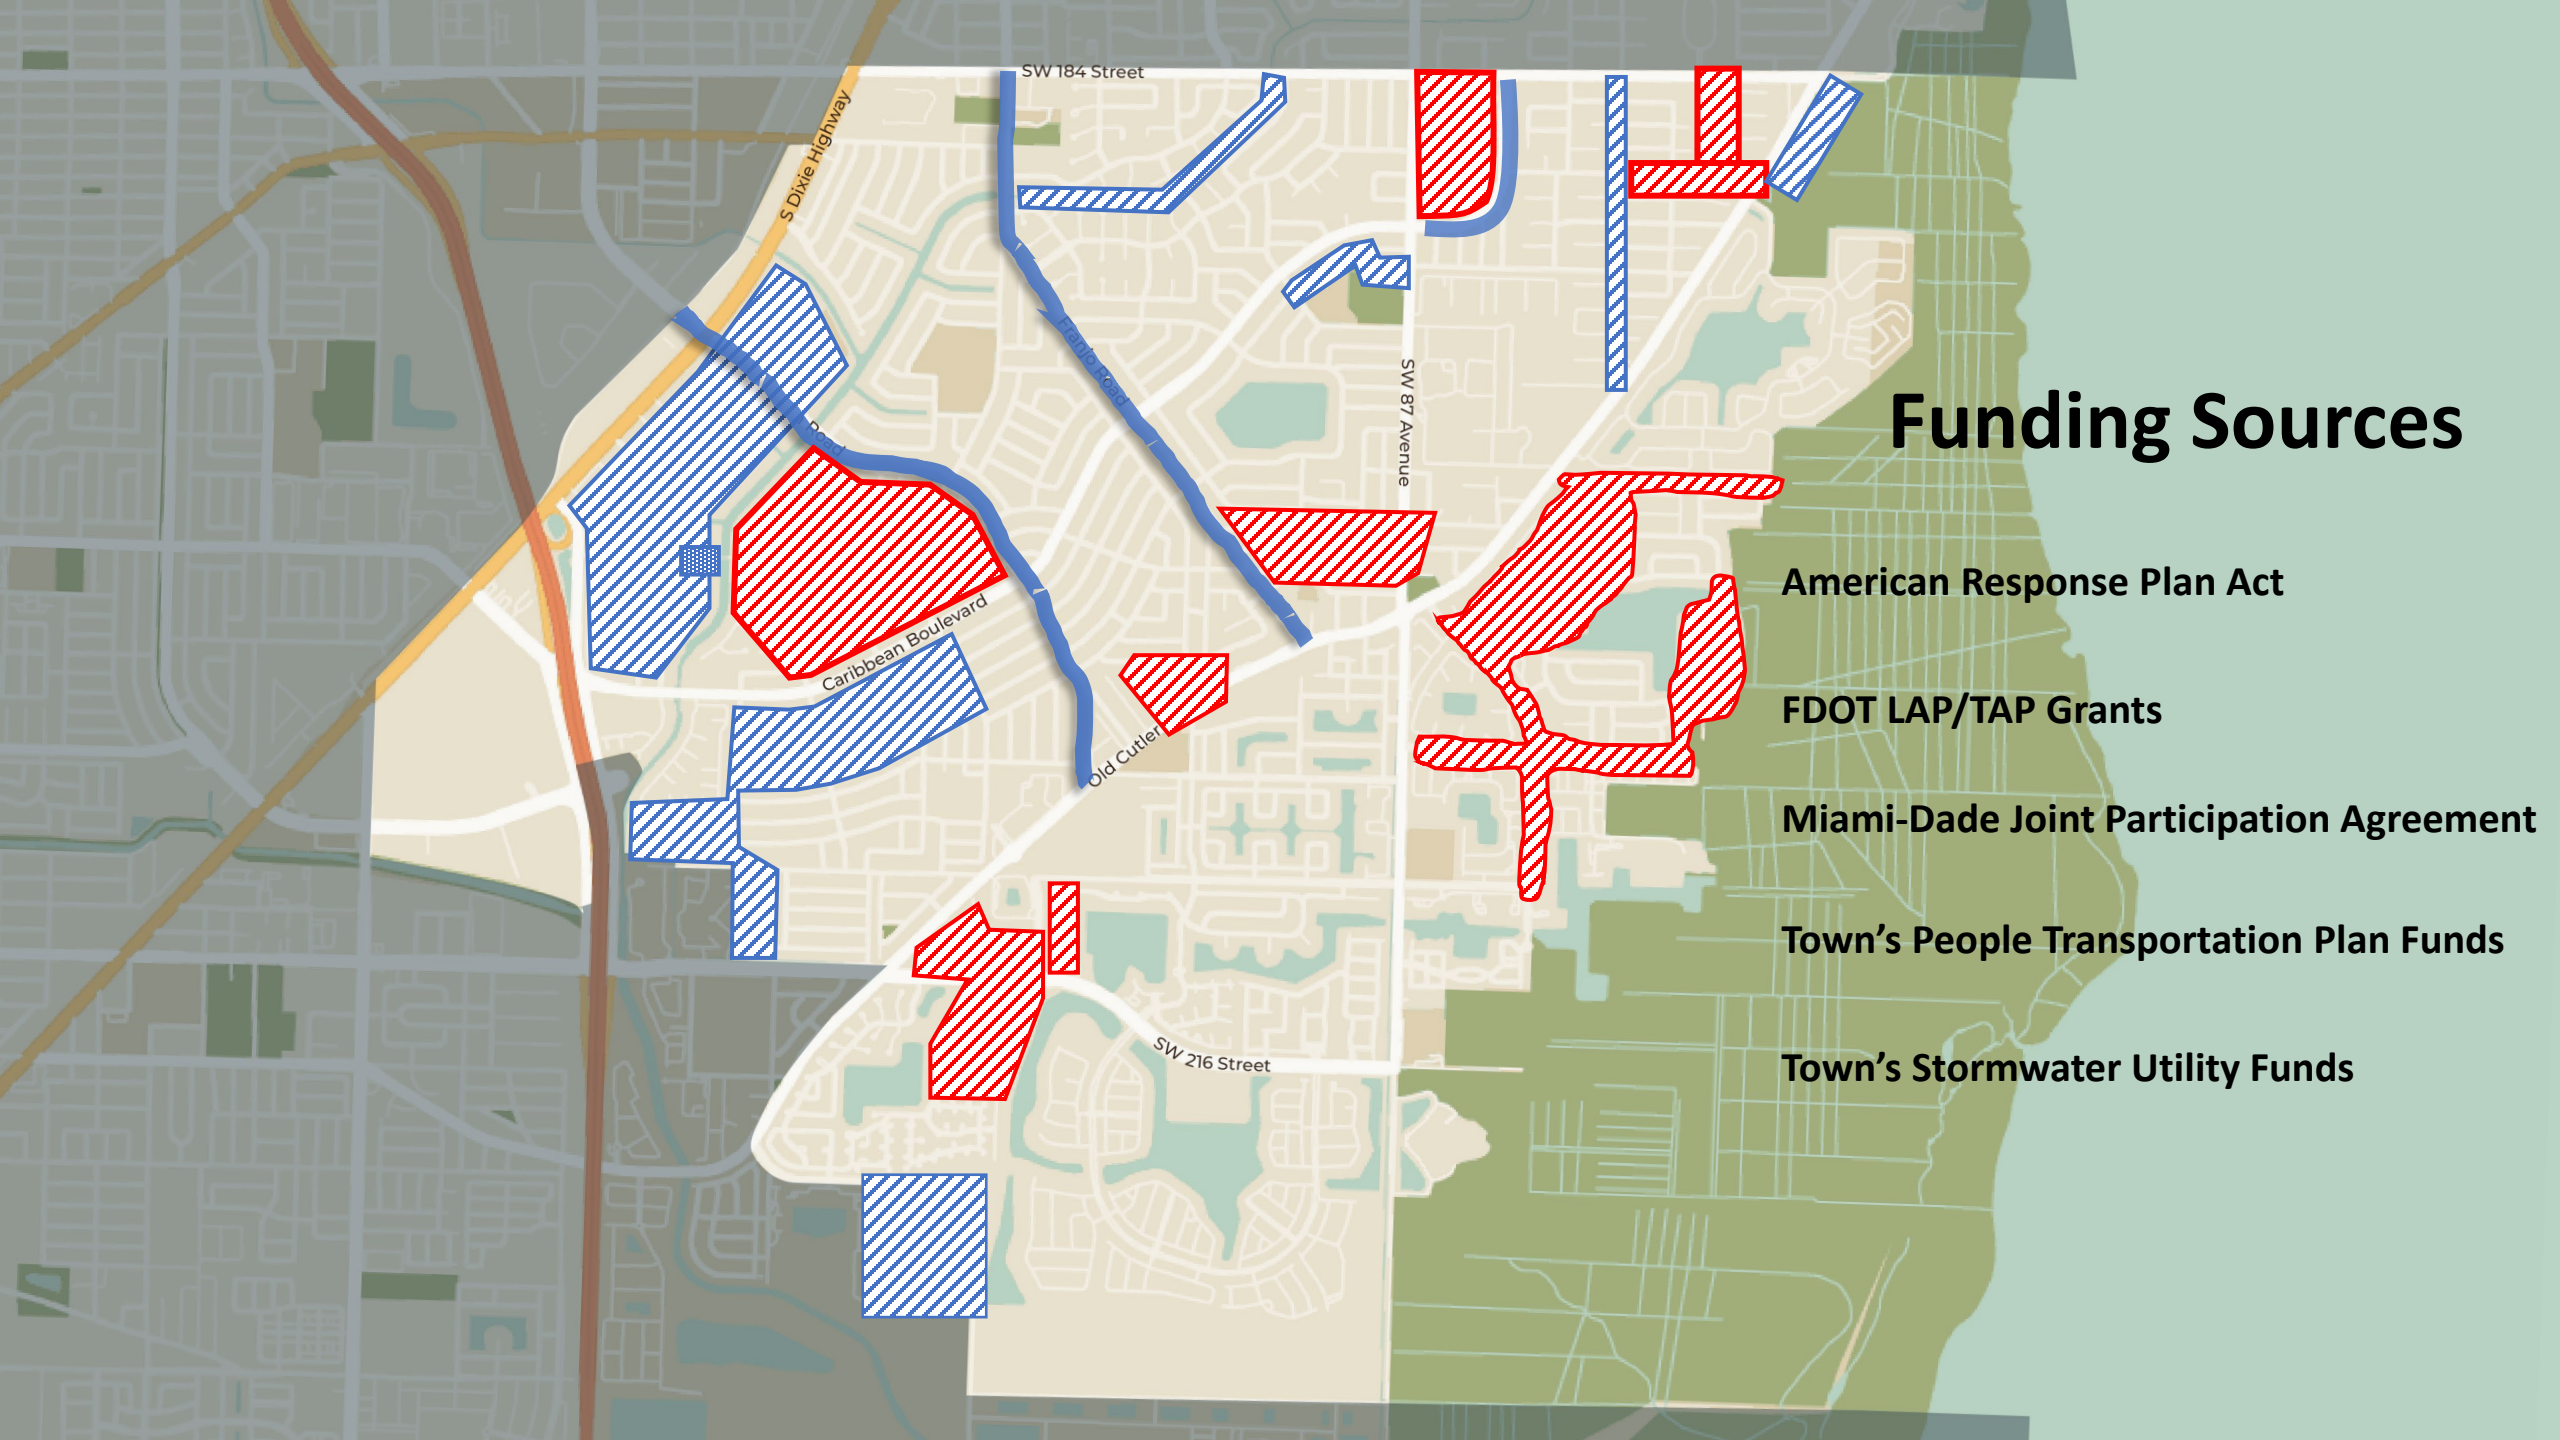 SW 184 Street
S Dixie Highway
Franjo Road
SW 87 Avenue
Road
Caribbean Boulevard
Old Cutler
SW 216 Street
Funding Sources
American Response Plan Act
FDOT LAP/TAP Grants
Miami-Dade Joint Participation Agreement
Town’s People Transportation Plan Funds
Town’s Stormwater Utility Funds